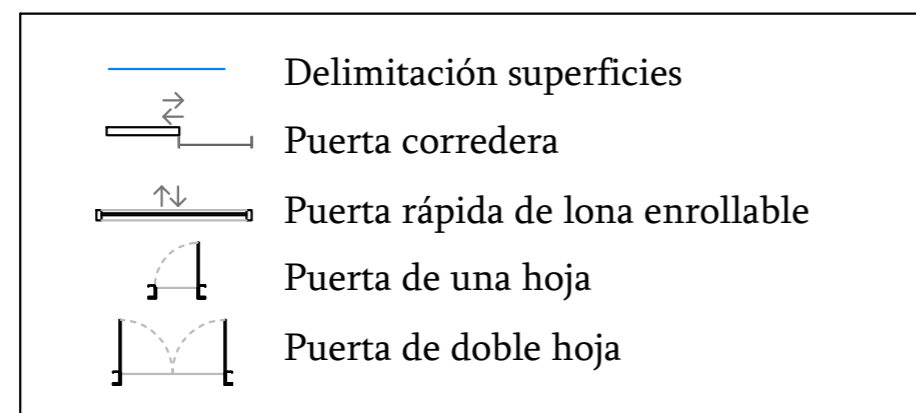 Delimitación superficies
Puerta corredera
Puerta rápida de lona enrollable
Puerta de una hoja
Puerta de doble hoja